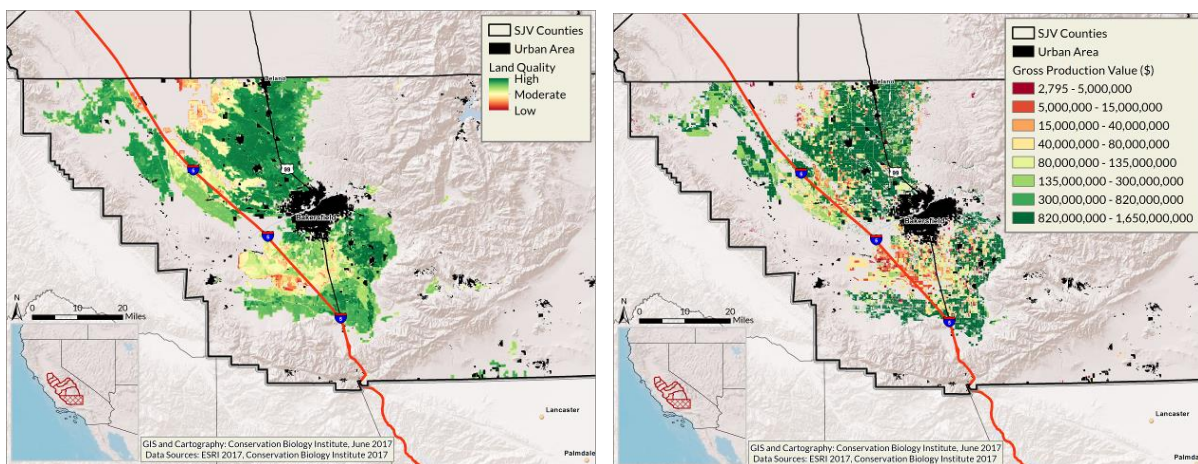 SJV Counties
Urban Area
Land Quality
High
Moderate
Low
Delano
99
5
Bakersfield
5
N
0 10 20
Miles
5
Lancaster
GIS and Cartography: Conservation Biology Institute, June 2017
Data Sources: ESRI 2017, Conservation Biology Institute 2017
Palmdale
SJV Counties
Urban Area
Gross Production Value ($)
2,795 - 5,000,000
5,000,000 - 15,000,000
15,000,000 - 40,000,000
40,000,000 - 80,000,000
80,000,000 - 135,000,000
135,000,000 - 300,000,000
300,000,000 - 820,000,000
820,000,000 - 1,650,000,000
Delano
99
5
Bakersfield
5
N
0 10 20
Miles
5
Lancaster
GIS and Cartography: Conservation Biology Institute, June 2017
Data Sources: ESRI 2017, Conservation Biology Institute 2017
Palmd